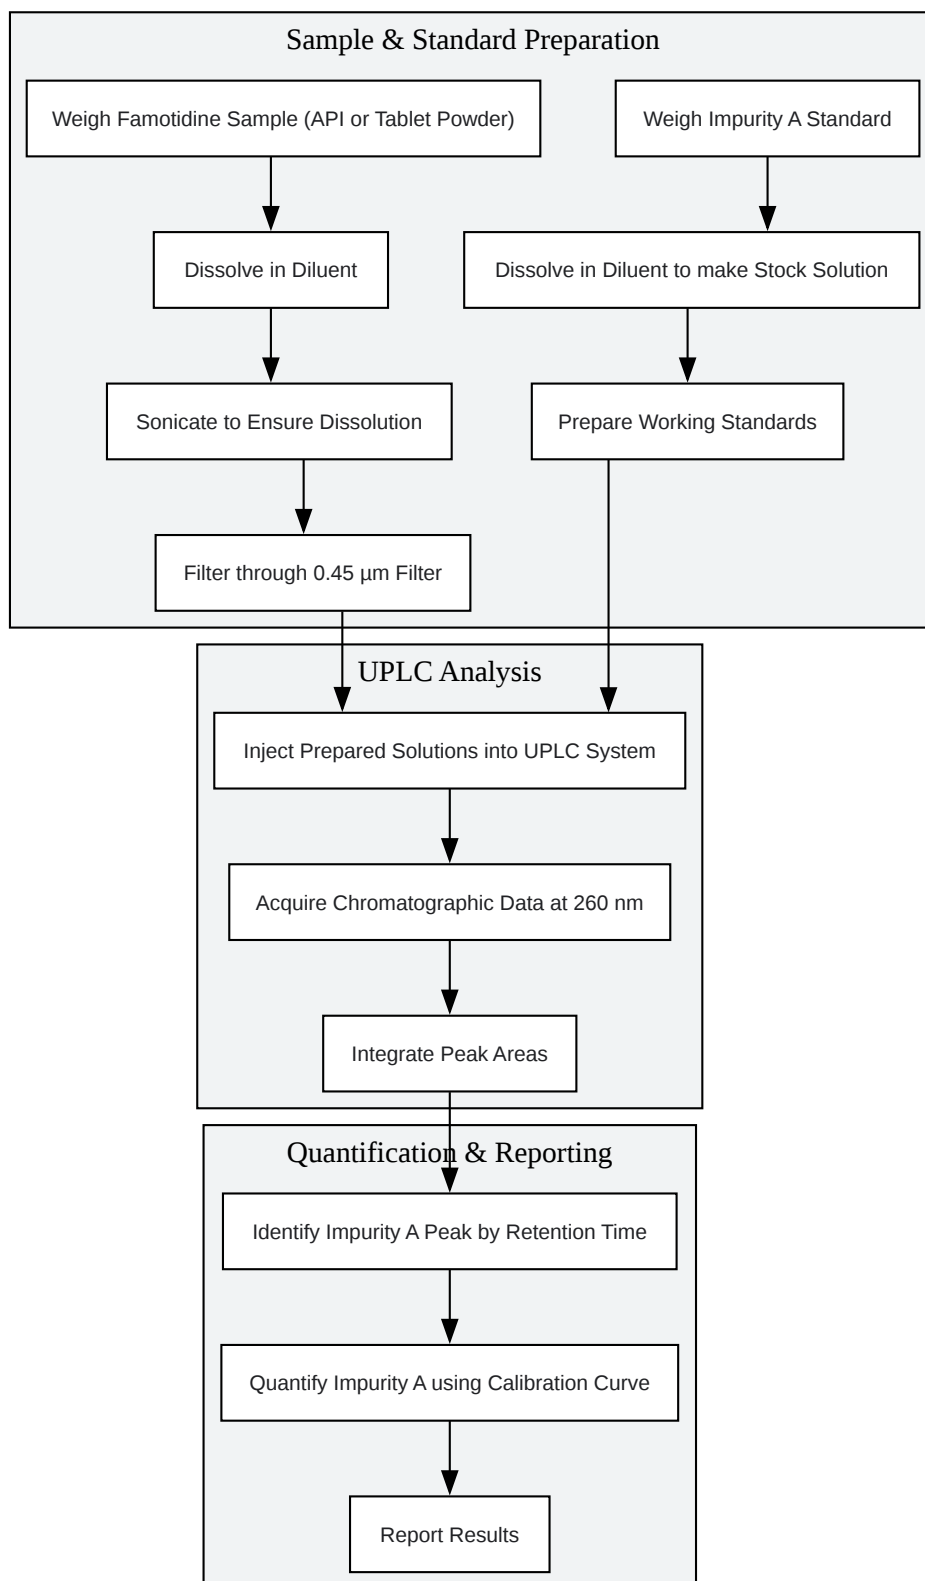 Sample & Standard Preparation
Weigh Famotidine Sample (API or Tablet Powder)
Weigh Impurity A Standard
Dissolve in Diluent
Dissolve in Diluent to make Stock Solution
Sonicate to Ensure Dissolution
Prepare Working Standards
Filter through 0.45 µm Filter
UPLC Analysis
Inject Prepared Solutions into UPLC System
Acquire Chromatographic Data at 260 nm
Integrate Peak Areas
Quantification & Reporting
Identify Impurity A Peak by Retention Time
Quantify Impurity A using Calibration Curve
Report Results